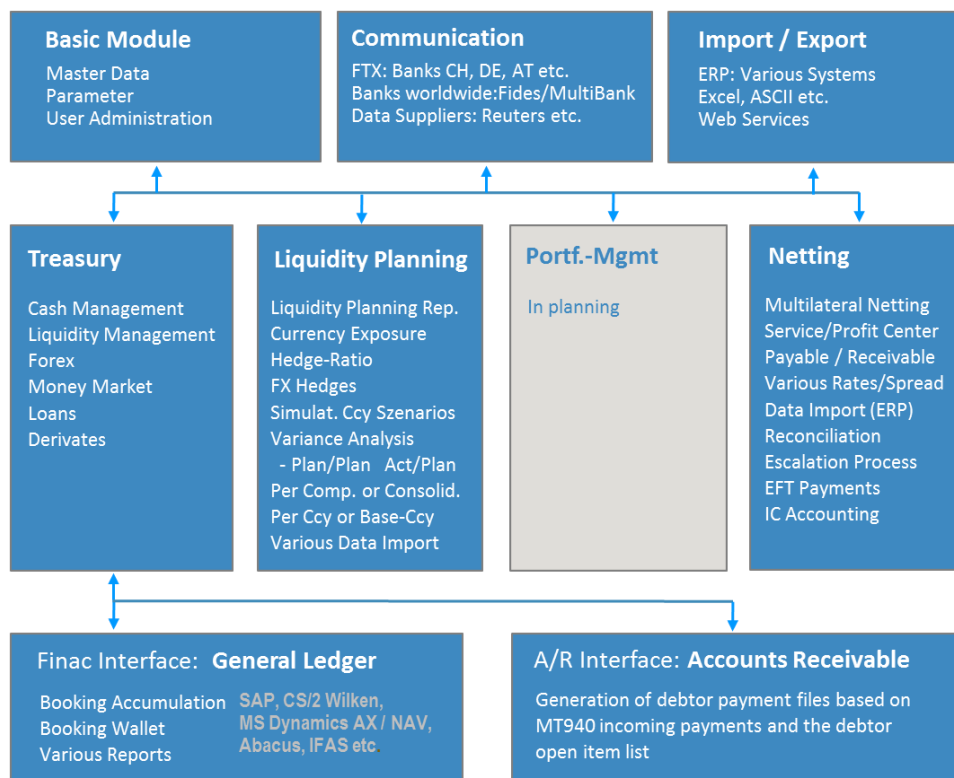 Basic Module
Master Data
Parameter
User Administration
Communication
FTX: Banks CH, DE, AT etc.
Banks worldwide:Fides/MultiBank
Data Suppliers: Reuters etc.
Import / Export
ERP: Various Systems
Excel, ASCII etc.
Web Services
Treasury
Cash Management
Liquidity Management
Forex
Money Market
Loans
Derivates
Liquidity Planning
Liquidity Planning Rep.
Currency Exposure
Hedge-Ratio
FX Hedges
Simulat. Ccy Szenarios
Variance Analysis
- Plan/Plan Act/Plan
Per Comp. or Consolid.
Per Ccy or Base-Ccy
Various Data Import
Portf.-Mgmt
In planning
Netting
Multilateral Netting
Service/Profit Center
Payable / Receivable
Various Rates/Spread
Data Import (ERP)
Reconciliation
Escalation Process
EFT Payments
IC Accounting
Finac Interface: General Ledger
Booking Accumulation
Booking Wallet
Various Reports
SAP, CS/2 Wilken,
MS Dynamics AX / NAV,
Abacus, IFAS etc.
A/R Interface: Accounts Receivable
Generation of debtor payment files based on
MT940 incoming payments and the debtor
open item list